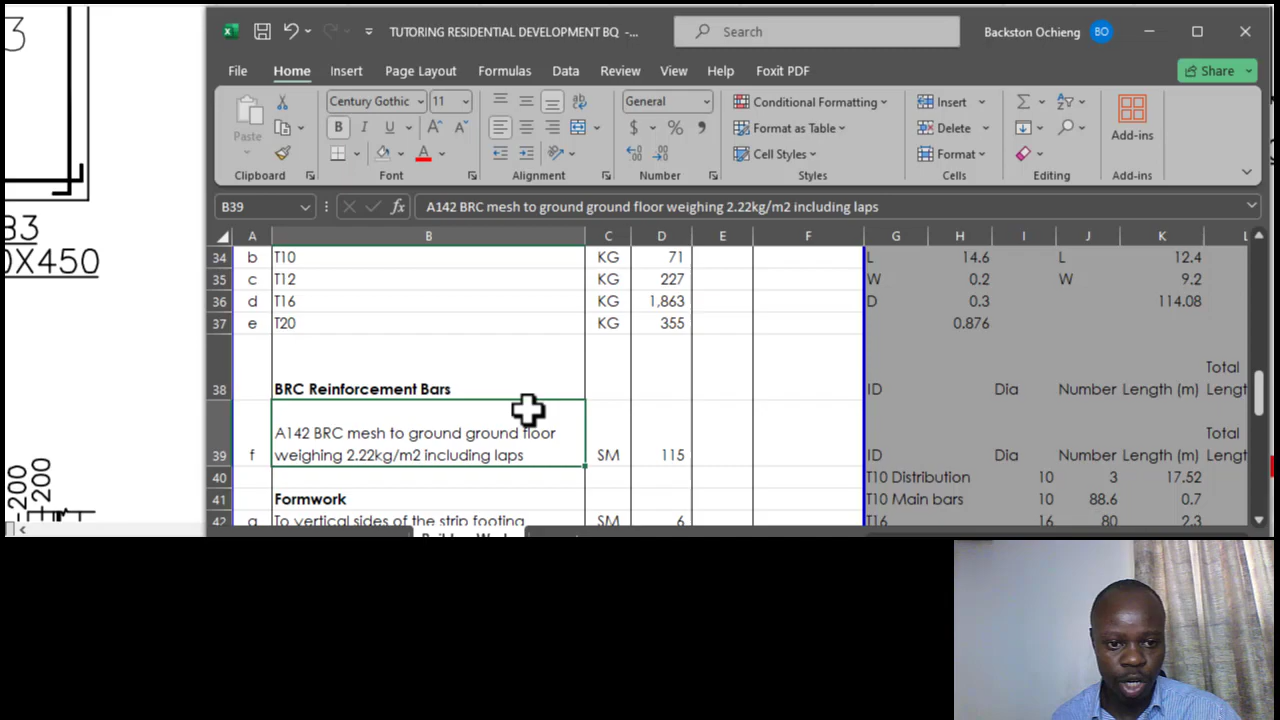 TUTORING RESIDENTIAL DEVELOPMENT BQ -...
Search
Backston Ochieng BO
File Home Insert Page Layout Formulas Data Review View Help Foxit PDF
Share
Paste
Clipboard
Century Gothic 11
B I U
Font
Alignment
General
$ % ,
Number
Conditional Formatting
Format as Table
Cell Styles
Styles
Insert
Delete
Format
Cells
Editing
Add-ins
Add-ins
B39
fx A142 BRC mesh to ground ground floor weighing 2.22kg/m2 including laps
A B C D E F G H I J K L
34 b T10 KG 71 L 14.6 L 12.4
35 c T12 KG 227 W 0.2 W 9.2
36 d T16 KG 1,863 D 0.3 114.08
37 e T20 KG 355 0.876
Total
38 BRC Reinforcement Bars ID Dia Number Length (m) Lengt
A142 BRC mesh to ground ground floor Total
39 f weighing 2.22kg/m2 including laps SM 115 ID Dia Number Length (m) Lengt
40 T10 Distribution 10 3 17.52
41 Formwork T10 Main bars 10 88.6 0.7
42 g To vertical sides of the strip footing SM 6 T16 16 80 2.3
3
B3
0X450
-200
+200